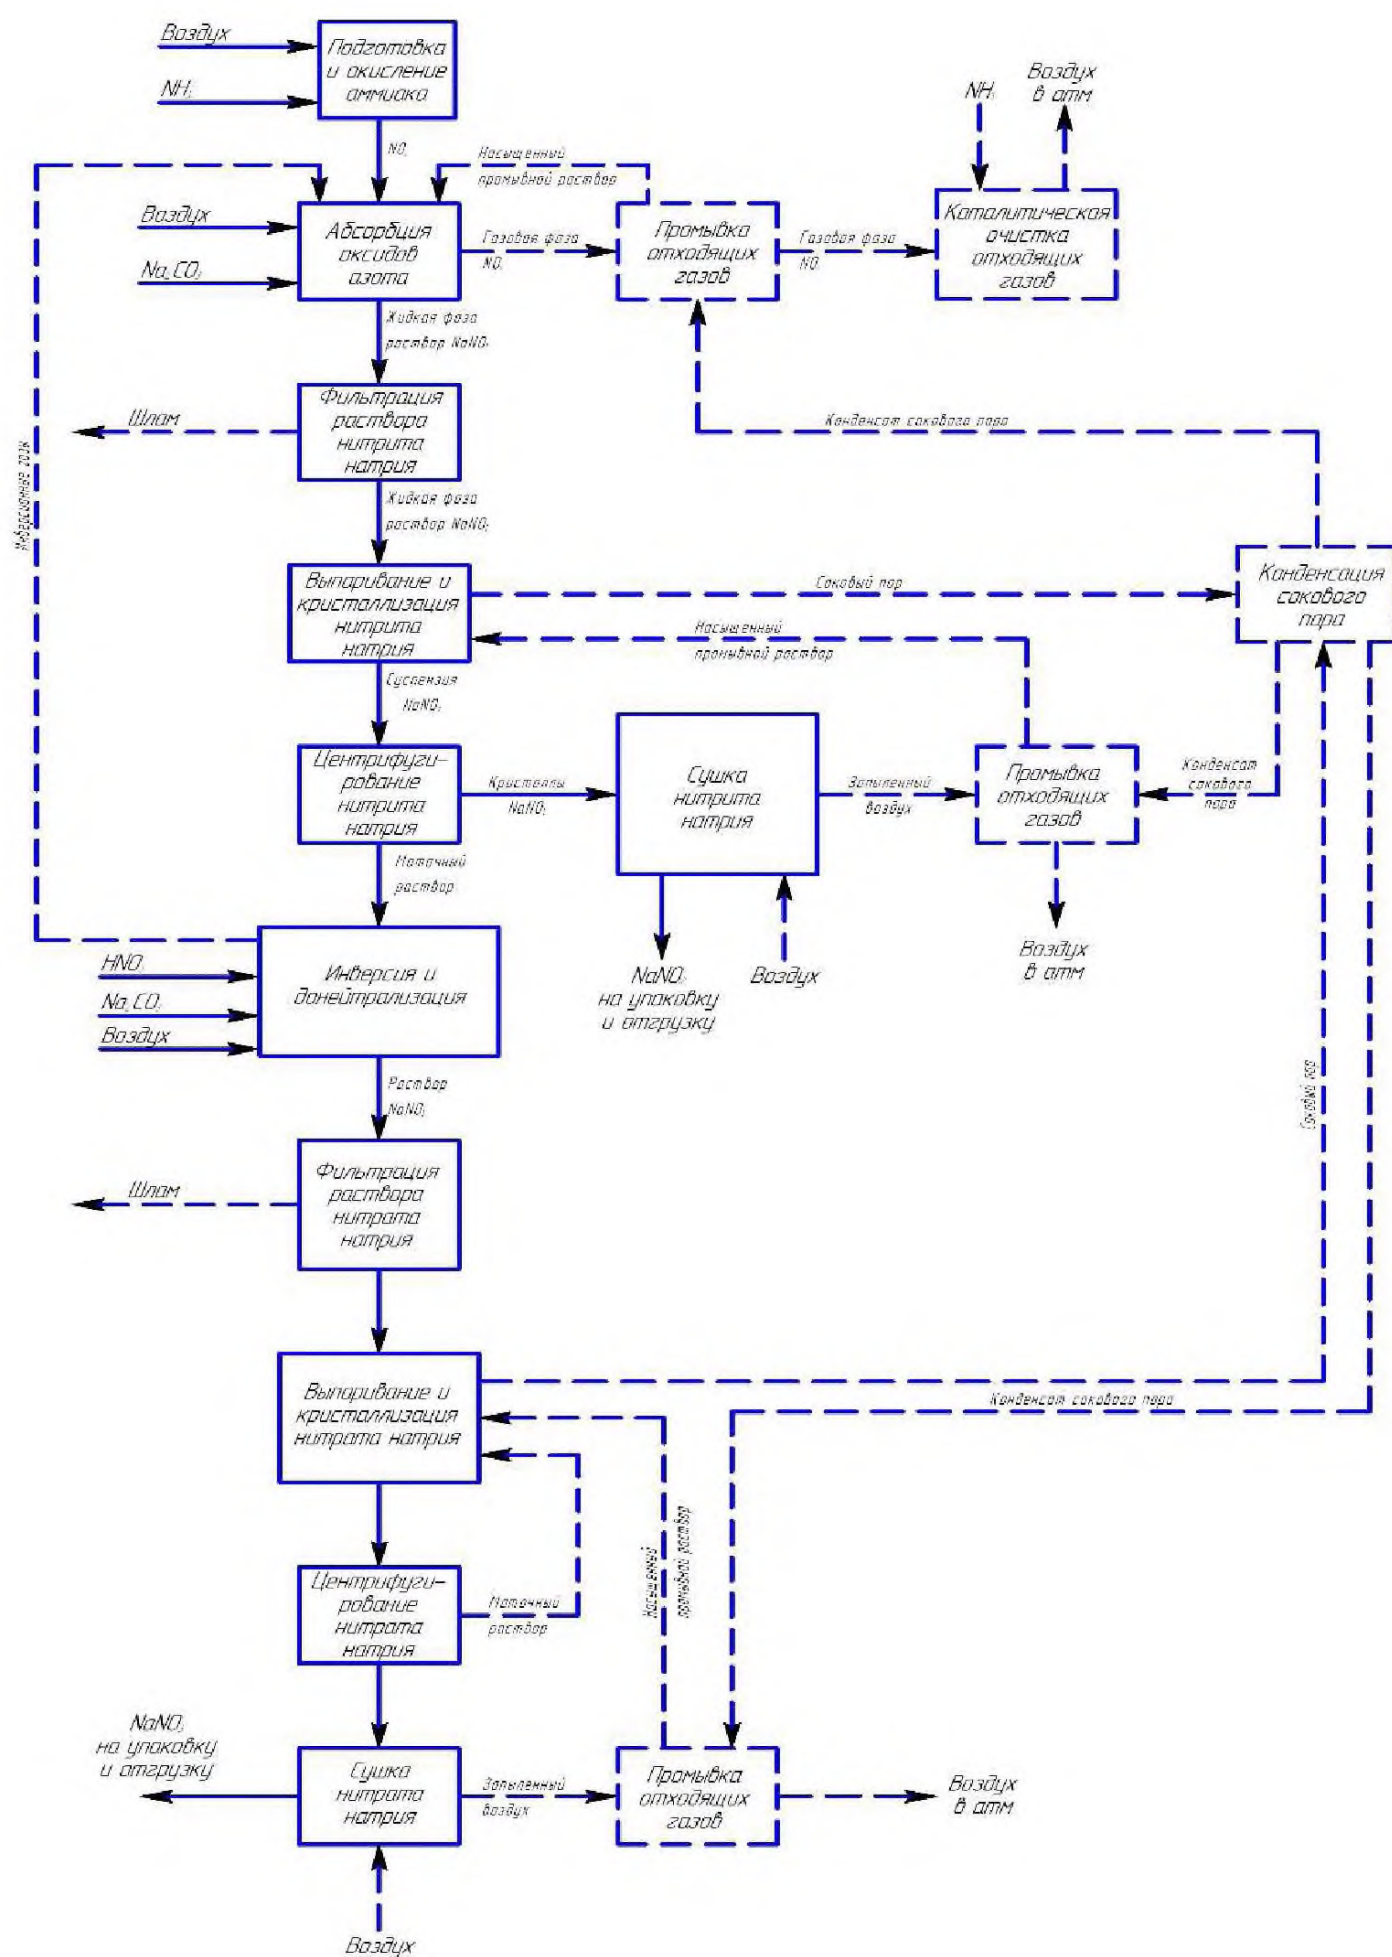 Воздух
Подготовка
и окисление
аммиака
NH₃
NOₓ
Насыщенный
промывной раствор
NH₃
Воздух
в атм
Воздух
Na₂CO₃
Абсорбция
оксидов
азота
Газовая фаза
NOₓ
Промывка
отходящих
газов
Газовая фаза
NOₓ
Каталитическая
очистка
отходящих
газов
Жидкая фаза
раствор NaNO₂
Инверсионные газы
Шлам
Фильтрация
раствора
нитрита
натрия
Конденсат сокового пара
Жидкая фаза
раствор NaNO₂
Выпаривание и
кристаллизация
нитрита
натрия
Соковый пар
Конденсация
сокового
пара
Насыщенный
промывной раствор
Суспензия
NaNO₂
Центрифуги-
рование
нитрита
натрия
Кристаллы
NaNO₂
Сушка
нитрита
натрия
Запыленный
воздух
Промывка
отходящих
газов
Конденсат
сокового
пара
Маточный
раствор
NaNO₂
на упаковку
и отгрузку
Воздух
Воздух
в атм
HNO₃
Na₂CO₃
Воздух
Инверсия и
донейтрализация
Раствор
NaNO₃
Соковый пар
Шлам
Фильтрация
раствора
нитрата
натрия
Выпаривание и
кристаллизация
нитрата натрия
Конденсат сокового пара
Насыщенный
промывной раствор
Центрифуги-
рование
нитрата
натрия
Маточный
раствор
NaNO₃
на упаковку
и отгрузку
Сушка
нитрата
натрия
Запыленный
воздух
Промывка
отходящих
газов
Воздух
в атм
Воздух